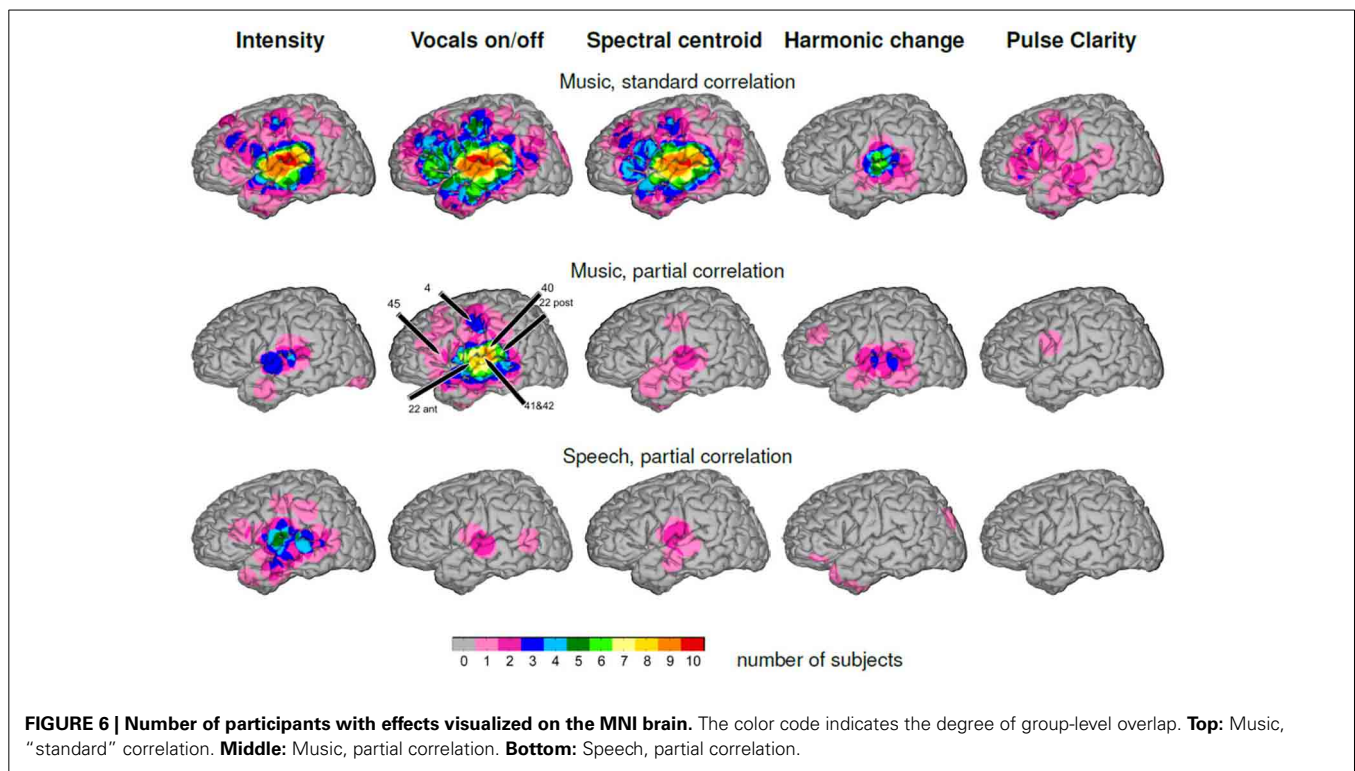 Intensity Vocals on/off Spectral centroid Harmonic change Pulse Clarity
Music, standard correlation
Music, partial correlation
4 40
45 22 post
22 ant 41&42
Speech, partial correlation
0 1 2 3 4 5 6 7 8 9 10 number of subjects
FIGURE 6 | Number of participants with effects visualized on the MNI brain. The color code indicates the degree of group-level overlap. Top: Music,
“standard” correlation. Middle: Music, partial correlation. Bottom: Speech, partial correlation.